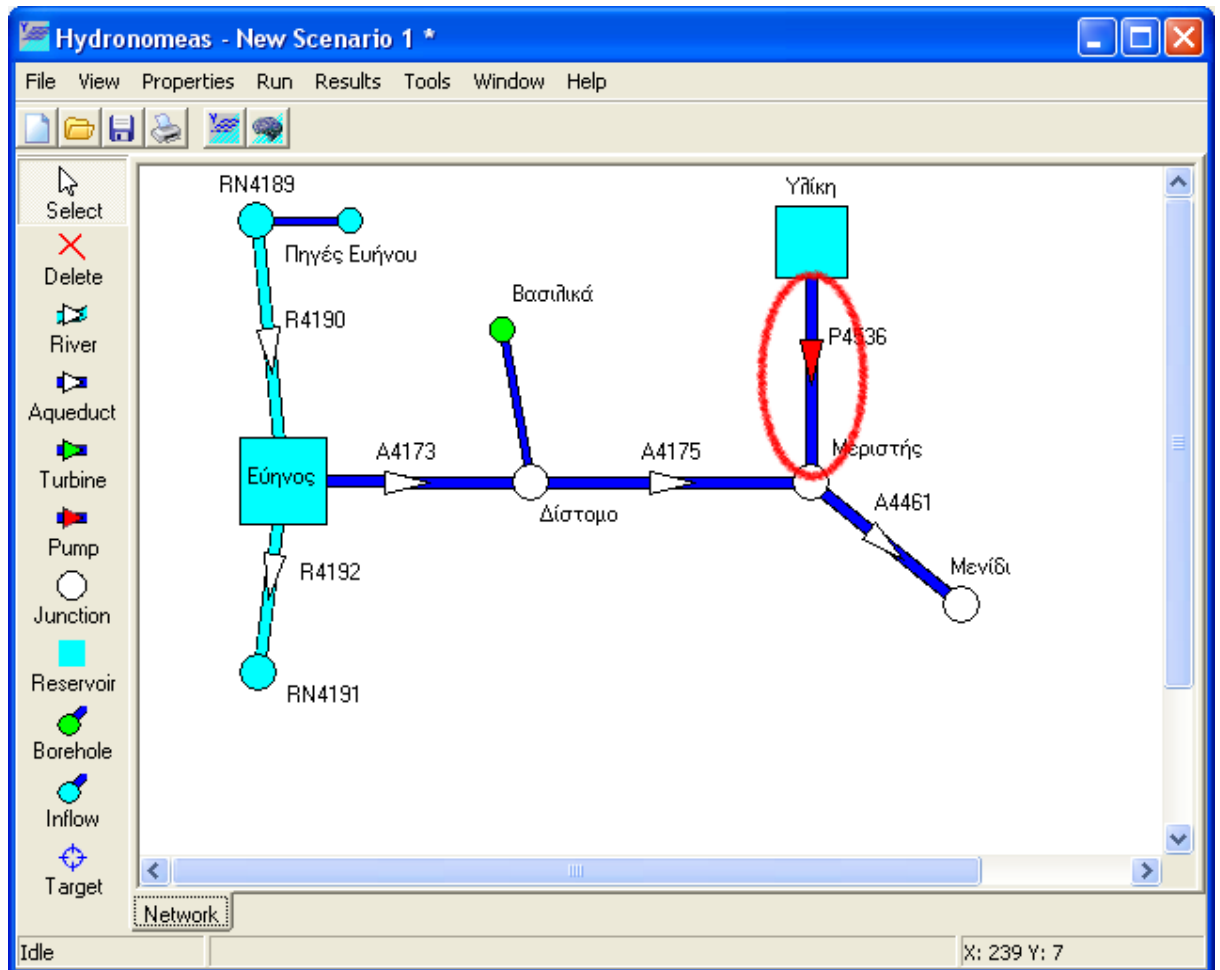 Hydronomeas - New Scenario 1 *
File View Properties Run Results Tools Window Help
Select
Delete
River
Aqueduct
Turbine
Pump
Junction
Reservoir
Borehole
Inflow
Target
RN4189
Υλίκη
Πηγές Ευήνου
Βασιλικά
R4190
P4536
A4173
A4175
Μεριστής
Εύηνος
A4461
Δίστομο
R4192
Μενίδι
RN4191
Network
Idle
X: 239 Y: 7